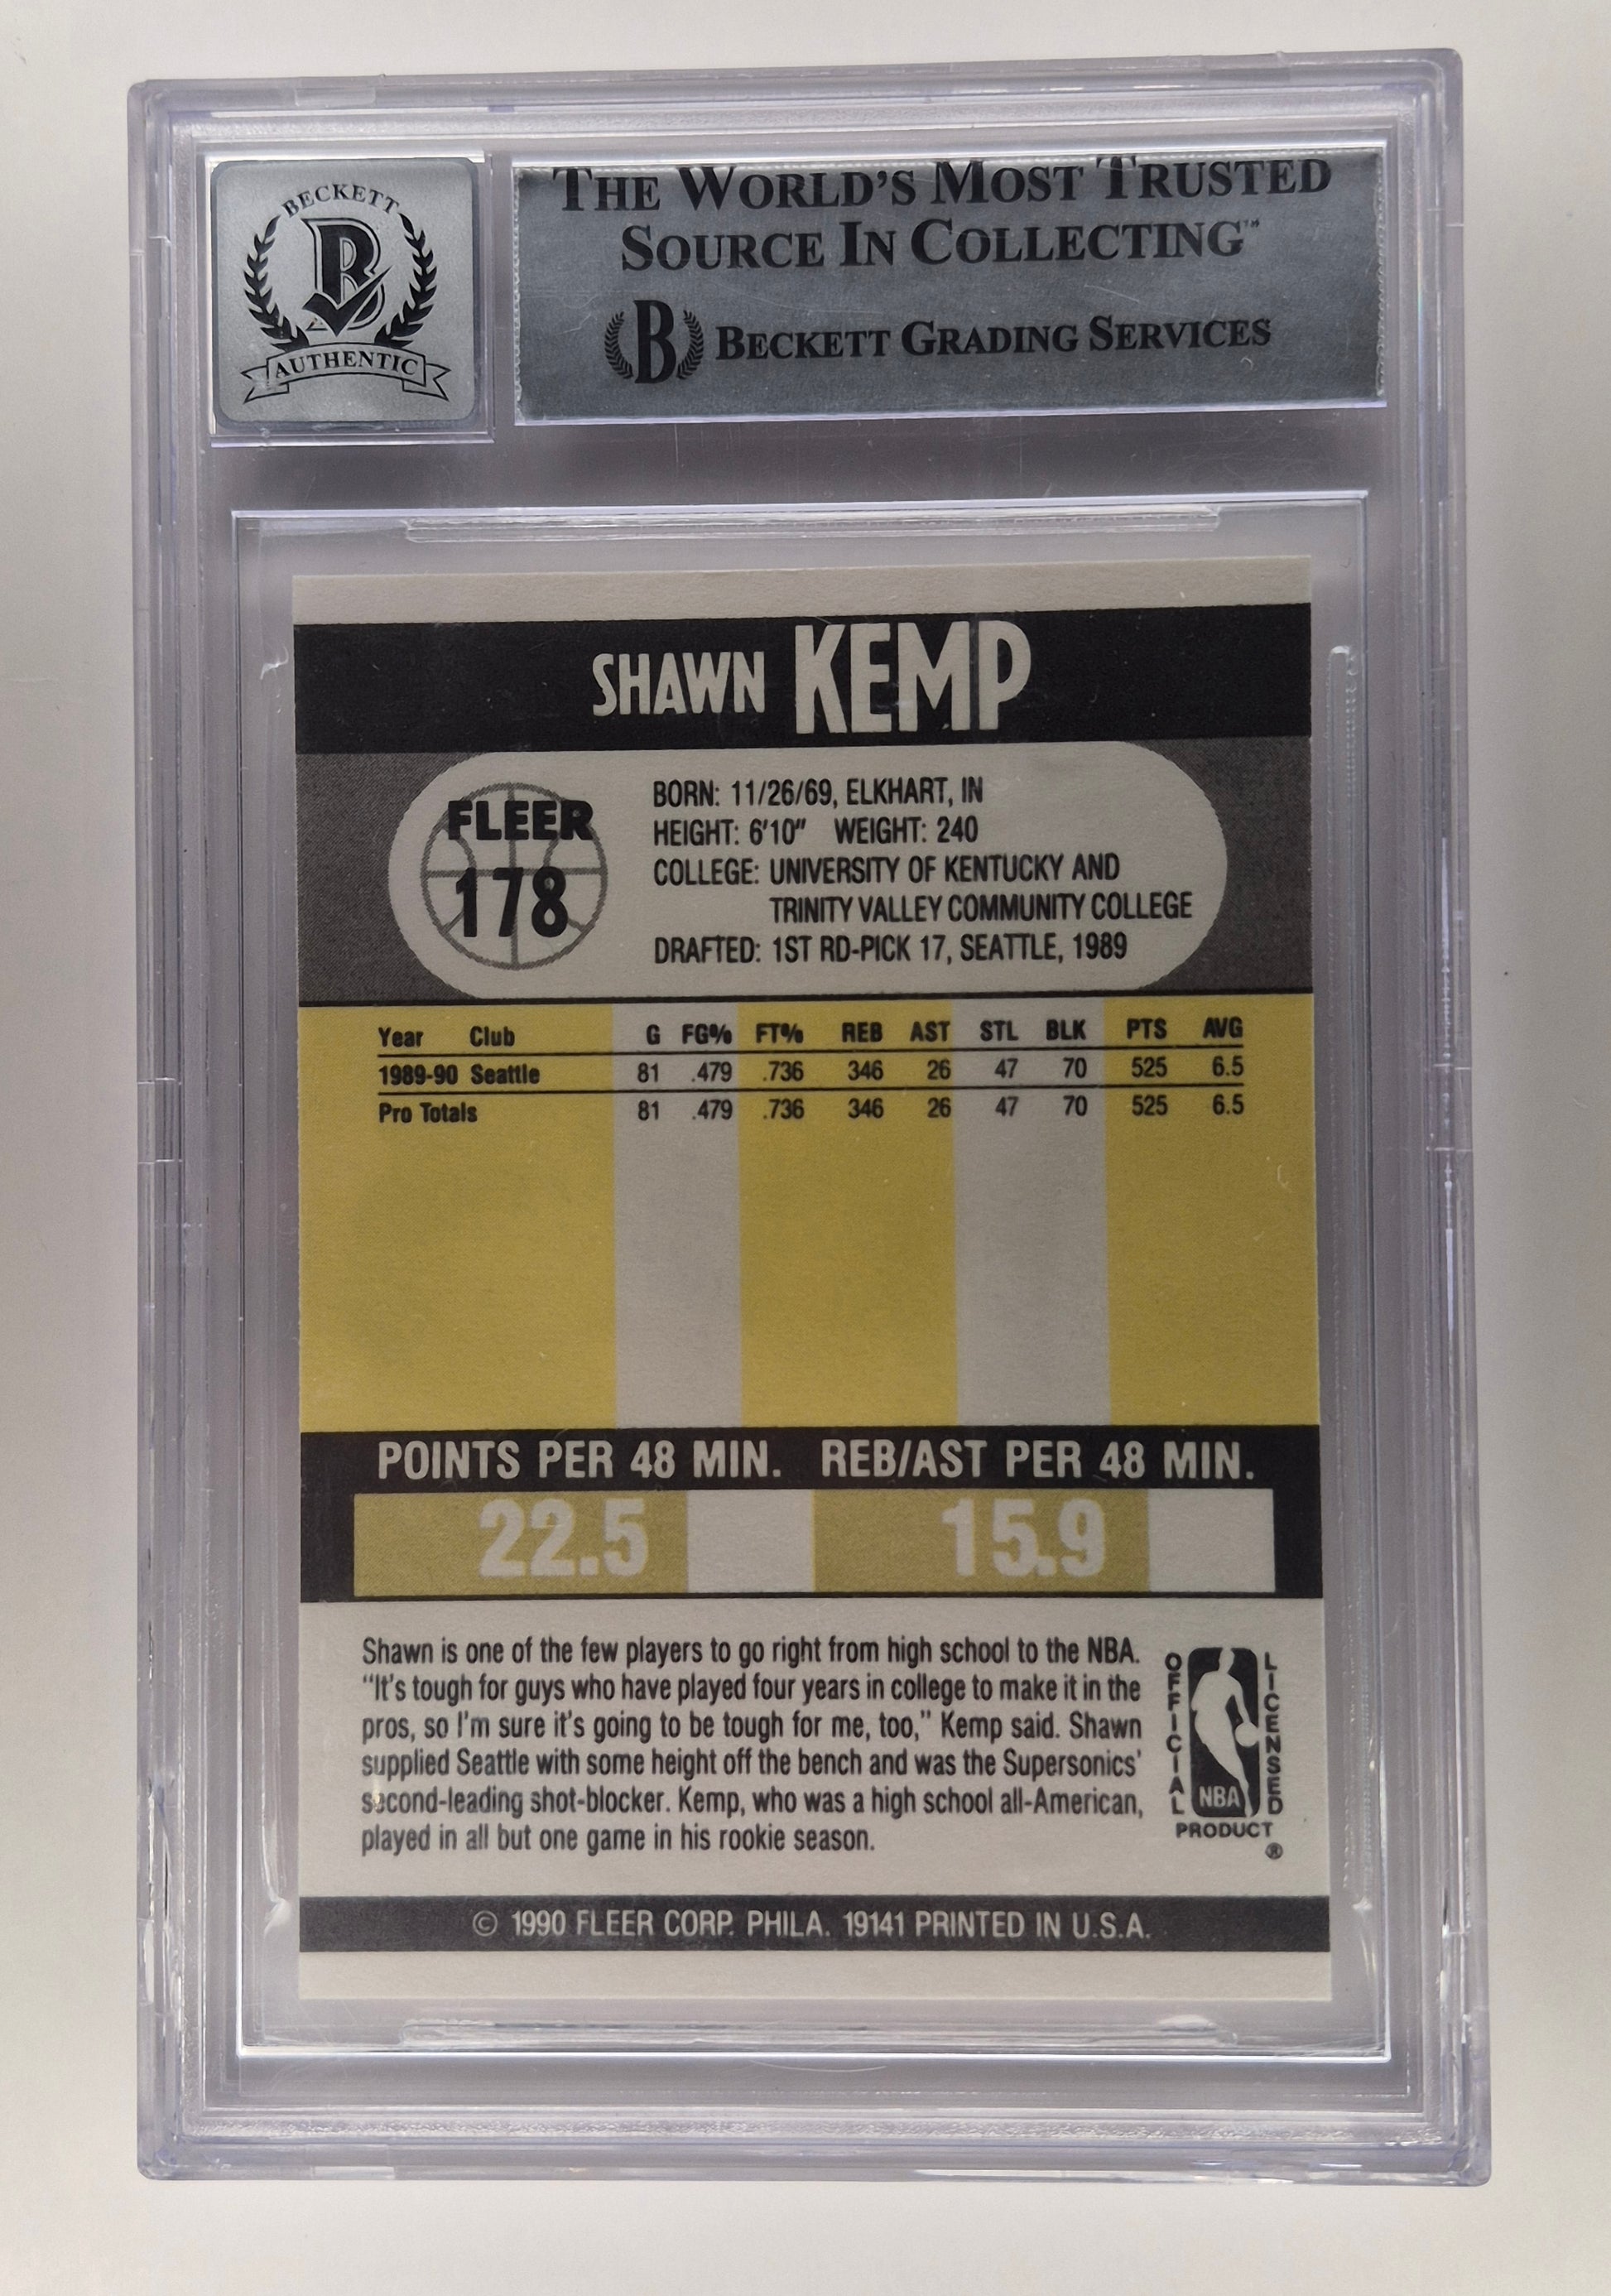 BECKETT
B
AUTHENTIC
THE WORLD'S MOST TRUSTED
SOURCE IN COLLECTING™
B BECKETT GRADING SERVICES
SHAWN KEMP
FLEER
178
BORN: 11/26/69, ELKHART, IN
HEIGHT: 6'10" WEIGHT: 240
COLLEGE: UNIVERSITY OF KENTUCKY AND
TRINITY VALLEY COMMUNITY COLLEGE
DRAFTED: 1ST RD-PICK 17, SEATTLE, 1989
Year Club G FG% FT% REB AST STL BLK PTS AVG
1989-90 Seattle 81 .479 .736 346 26 47 70 525 6.5
Pro Totals 81 .479 .736 346 26 47 70 525 6.5
POINTS PER 48 MIN. REB/AST PER 48 MIN.
22.5 15.9
Shawn is one of the few players to go right from high school to the NBA.
"It's tough for guys who have played four years in college to make it in the
pros, so I'm sure it's going to be tough for me, too," Kemp said. Shawn
supplied Seattle with some height off the bench and was the Supersonics'
second-leading shot-blocker. Kemp, who was a high school all-American,
played in all but one game in his rookie season.
OFFICIAL
NBA
LICENSED
PRODUCT
®
© 1990 FLEER CORP. PHILA. 19141 PRINTED IN U.S.A.